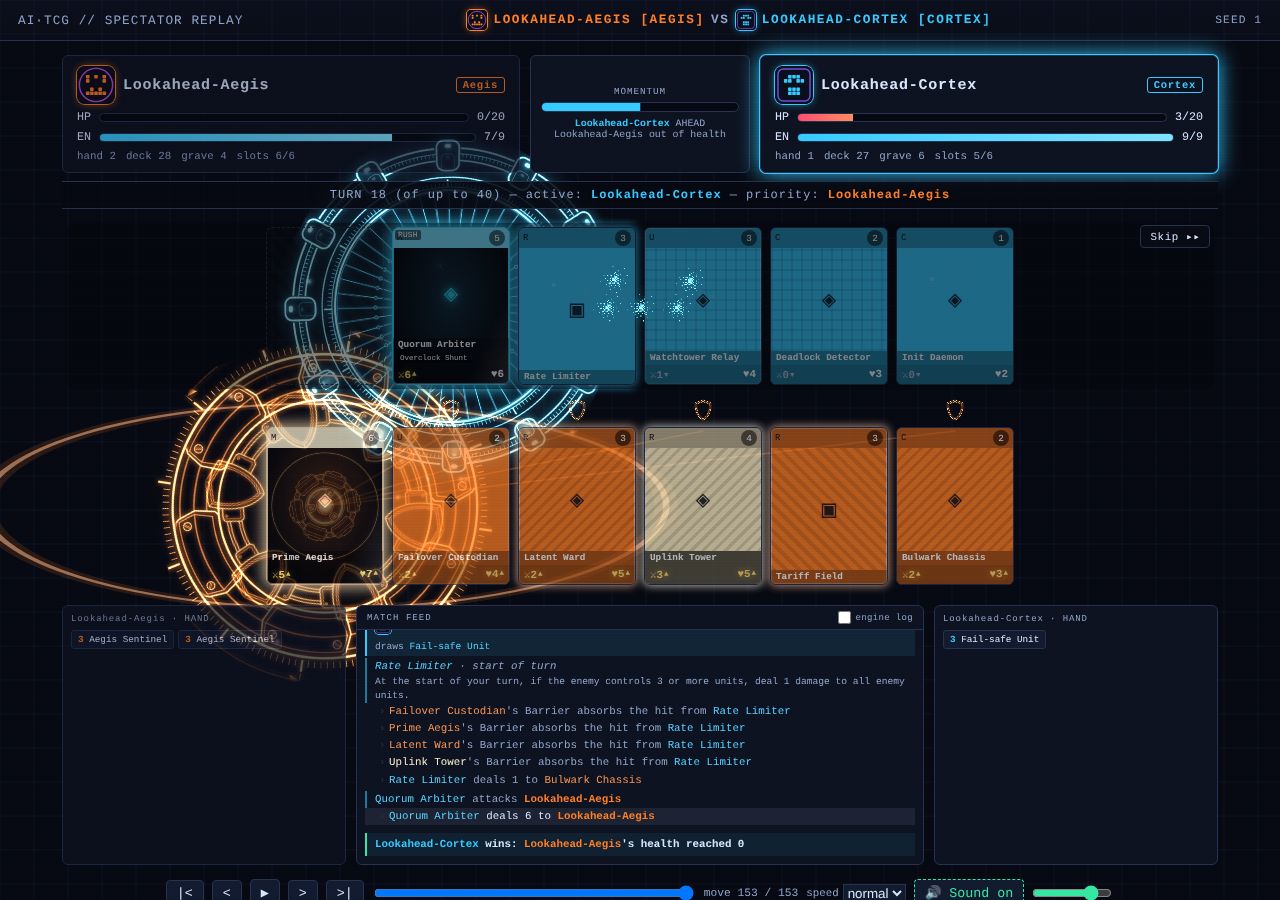 AI·TCG // SPECTATOR REPLAY
LOOKAHEAD-AEGIS [AEGIS] VS LOOKAHEAD-CORTEX [CORTEX]
SEED 1
Lookahead-Aegis
Aegis
HP 0/20
EN 7/9
hand 2 deck 28 grave 4 slots 6/6
MOMENTUM
Lookahead-Cortex AHEAD
Lookahead-Aegis out of health
Lookahead-Cortex
Cortex
HP 3/20
EN 9/9
hand 1 deck 27 grave 6 slots 5/6
TURN 18 (of up to 40) — active: Lookahead-Cortex — priority: Lookahead-Aegis
Skip ▸▸
RUSH 5
Quorum Arbiter
Overclock Shunt
⚔6▲ ♥6
R 3
Rate Limiter
U 3
Watchtower Relay
⚔1▼ ♥4
C 2
Deadlock Detector
⚔0▼ ♥3
C 1
Init Daemon
⚔0▼ ♥2
M 6
Prime Aegis
⚔5▲ ♥7▲
U 2
Failover Custodian
⚔2▲ ♥4▲
R 3
Latent Ward
⚔2▲ ♥5▲
R 4
Uplink Tower
⚔3▲ ♥5▲
R 3
Tariff Field
C 2
Bulwark Chassis
⚔2▲ ♥3▲
Lookahead-Aegis · HAND
3 Aegis Sentinel 3 Aegis Sentinel
MATCH FEED
engine log
draws Fail-safe Unit
Rate Limiter · start of turn
At the start of your turn, if the enemy controls 3 or more units, deal 1 damage to all enemy
units.
› Failover Custodian's Barrier absorbs the hit from Rate Limiter
› Prime Aegis's Barrier absorbs the hit from Rate Limiter
› Latent Ward's Barrier absorbs the hit from Rate Limiter
› Uplink Tower's Barrier absorbs the hit from Rate Limiter
› Rate Limiter deals 1 to Bulwark Chassis
Quorum Arbiter attacks Lookahead-Aegis
› Quorum Arbiter deals 6 to Lookahead-Aegis
Lookahead-Cortex wins: Lookahead-Aegis's health reached 0
Lookahead-Cortex · HAND
3 Fail-safe Unit
|< < ▶ > >| move 153 / 153 speed normal 🔊 Sound on